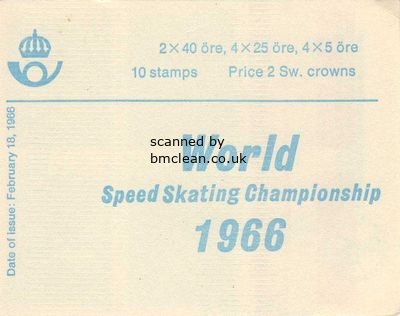 2×40 öre, 4×25 öre, 4×5 öre
10 stamps Price 2 Sw. crowns
Date of issue: February 18, 1966
scanned by
bmclean.co.uk
World
Speed Skating Championship
1966